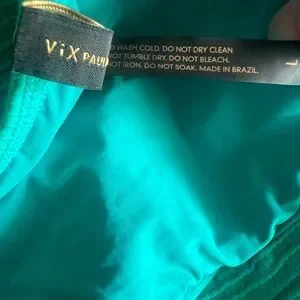 ViX PAUL
WASH COLD. DO NOT DRY CLEAN.
NOT TUMBLE DRY. DO NOT BLEACH.
NOT IRON. DO NOT SOAK. MADE IN BRAZIL.
L